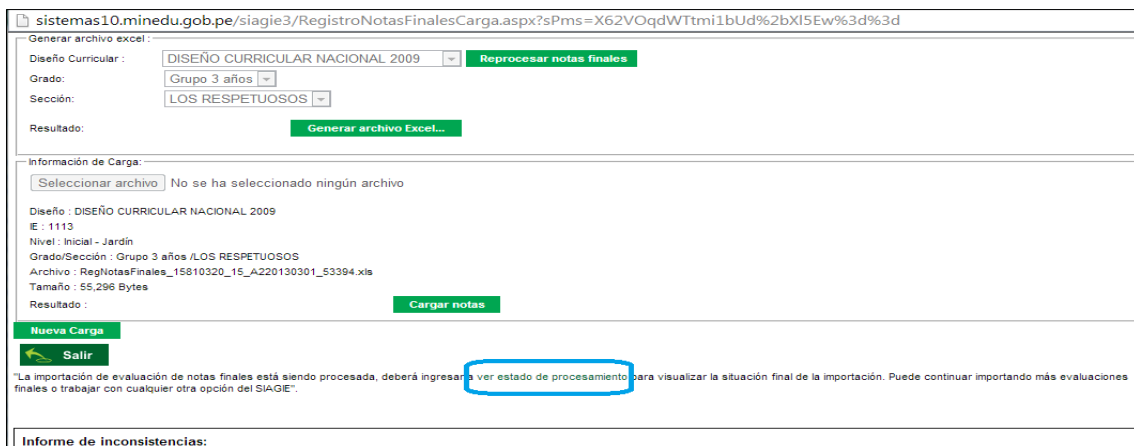 sistemas10.minedu.gob.pe/siagie3/RegistroNotasFinalesCarga.aspx?sPms=X62VOqdWTtmi1bUd%2bXl5Ew%3d%3d
Generar archivo excel :
Diseño Curricular : DISEÑO CURRICULAR NACIONAL 2009 Reprocesar notas finales
Grado: Grupo 3 años
Sección: LOS RESPETUOSOS
Resultado: Generar archivo Excel...
Información de Carga:
Seleccionar archivo No se ha seleccionado ningún archivo
Diseño : DISEÑO CURRICULAR NACIONAL 2009
IE : 1113
Nivel : Inicial - Jardín
Grado/Sección : Grupo 3 años /LOS RESPETUOSOS
Archivo : RegNotasFinales_15810320_15_A220130301_53394.xls
Tamaño : 55,296 Bytes
Resultado : Cargar notas
Nueva Carga
Salir
"La importación de evaluación de notas finales está siendo procesada, deberá ingresar a ver estado de procesamiento para visualizar la situación final de la importación. Puede continuar importando más evaluaciones
finales o trabajar con cualquier otra opción del SIAGIE".
Informe de inconsistencias: